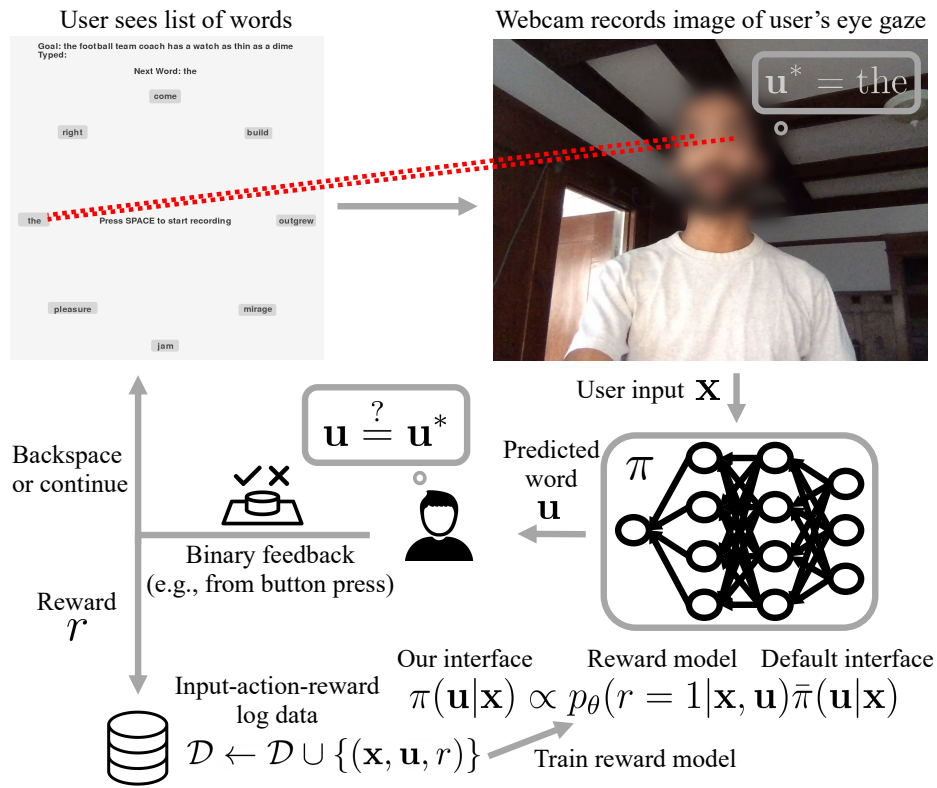 User sees list of words
Webcam records image of user's eye gaze
Goal: the football team coach has a watch as thin as a dime
Typed:
Next Word: the
come
right
build
the
Press SPACE to start recording
outgrew
pleasure
mirage
jam
u* = the
User input x
Predicted
word
u
π
u ≟ u*
Backspace
or continue
Binary feedback
(e.g., from button press)
Reward
r
Our interface
Reward model
Default interface
π(u|x) ∝ p_θ(r = 1|x, u)π̄(u|x)
Input-action-reward
log data
D ← D ∪ {(x, u, r)}
Train reward model